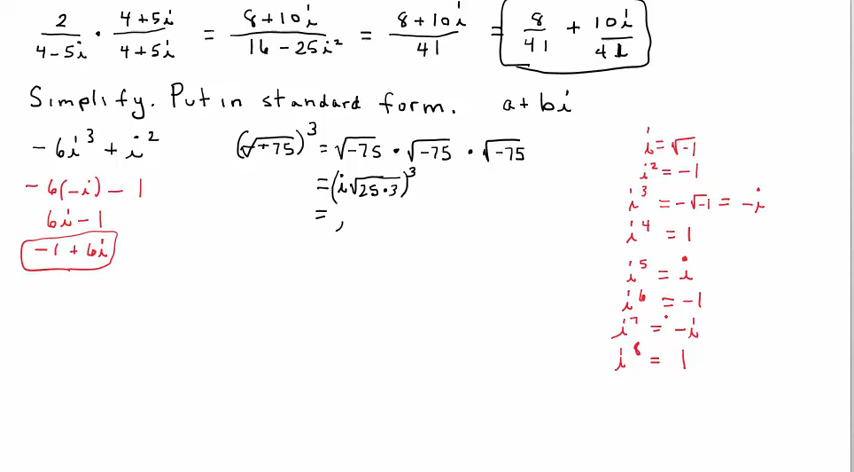 2/(4-5i) · (4+5i)/(4+5i) = (8+10i)/(16-25i²) = (8+10i)/41 = 8/41 + 10i/41
Simplify. Put in standard form. a+bi
-6i³ + i²
-6(-i) - 1
6i - 1
-1 + 6i
(√-75)³ = √-75 · √-75 · √-75
= (i√25·3)³
=
i = √-1
i² = -1
i³ = -√-1 = -i
i⁴ = 1
i⁵ = i
i⁶ = -1
i⁷ = -i
i⁸ = 1